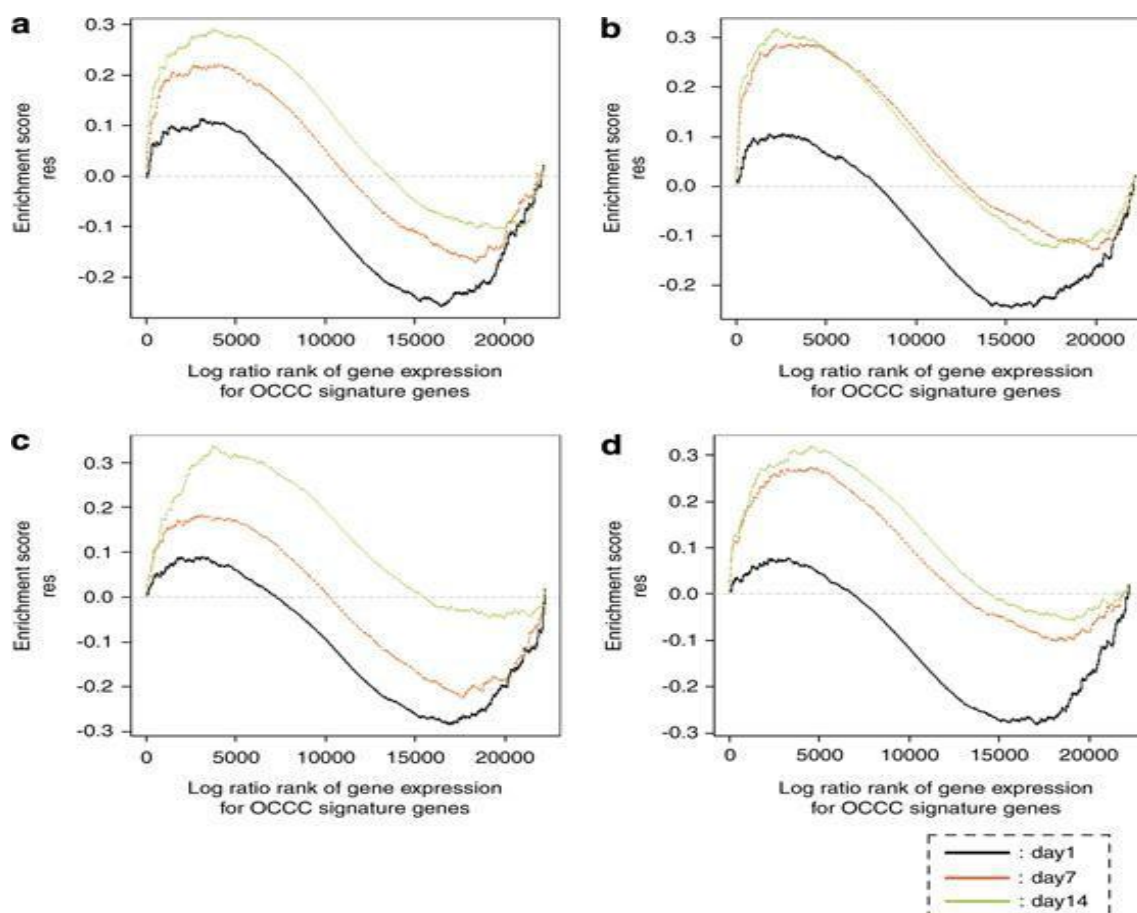 a
0.3
0.2
0.1
0.0
-0.1
-0.2
Enrichment score
res
0 5000 10000 15000 20000
Log ratio rank of gene expression
for OCCC signature genes
b
0.3
0.2
0.1
0.0
-0.1
-0.2
Enrichment score
res
0 5000 10000 15000 20000
Log ratio rank of gene expression
for OCCC signature genes
c
0.3
0.2
0.1
0.0
-0.1
-0.2
-0.3
Enrichment score
res
0 5000 10000 15000 20000
Log ratio rank of gene expression
for OCCC signature genes
d
0.3
0.2
0.1
0.0
-0.1
-0.2
-0.3
Enrichment score
res
0 5000 10000 15000 20000
Log ratio rank of gene expression
for OCCC signature genes
: day1
: day7
: day14